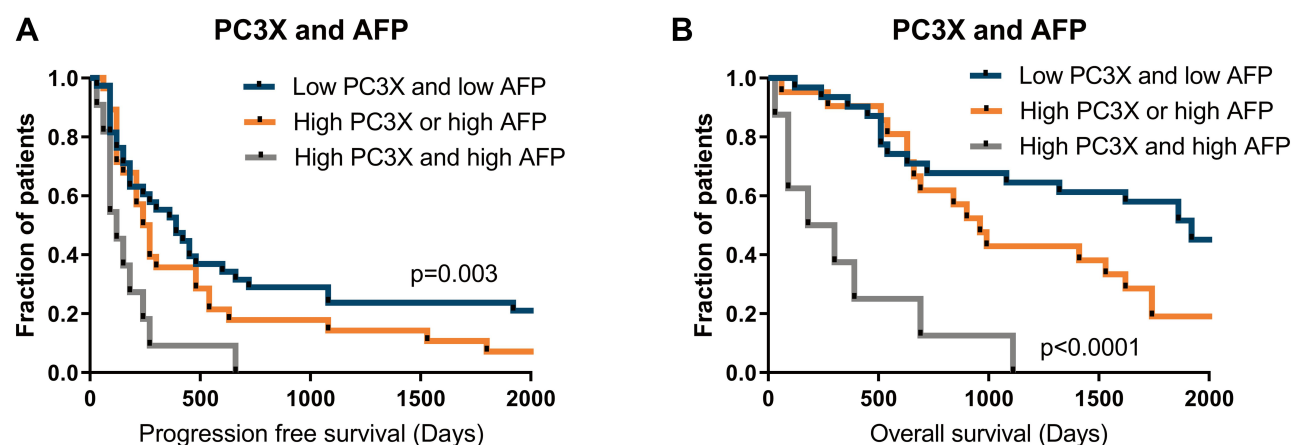 A
PC3X and AFP
Low PC3X and low AFP
High PC3X or high AFP
High PC3X and high AFP
p=0.003
Fraction of patients
1.0
0.8
0.6
0.4
0.2
0.0
0 500 1000 1500 2000
Progression free survival (Days)
B
PC3X and AFP
Low PC3X and low AFP
High PC3X or high AFP
High PC3X and high AFP
p<0.0001
Fraction of patients
1.0
0.8
0.6
0.4
0.2
0.0
0 500 1000 1500 2000
Overall survival (Days)